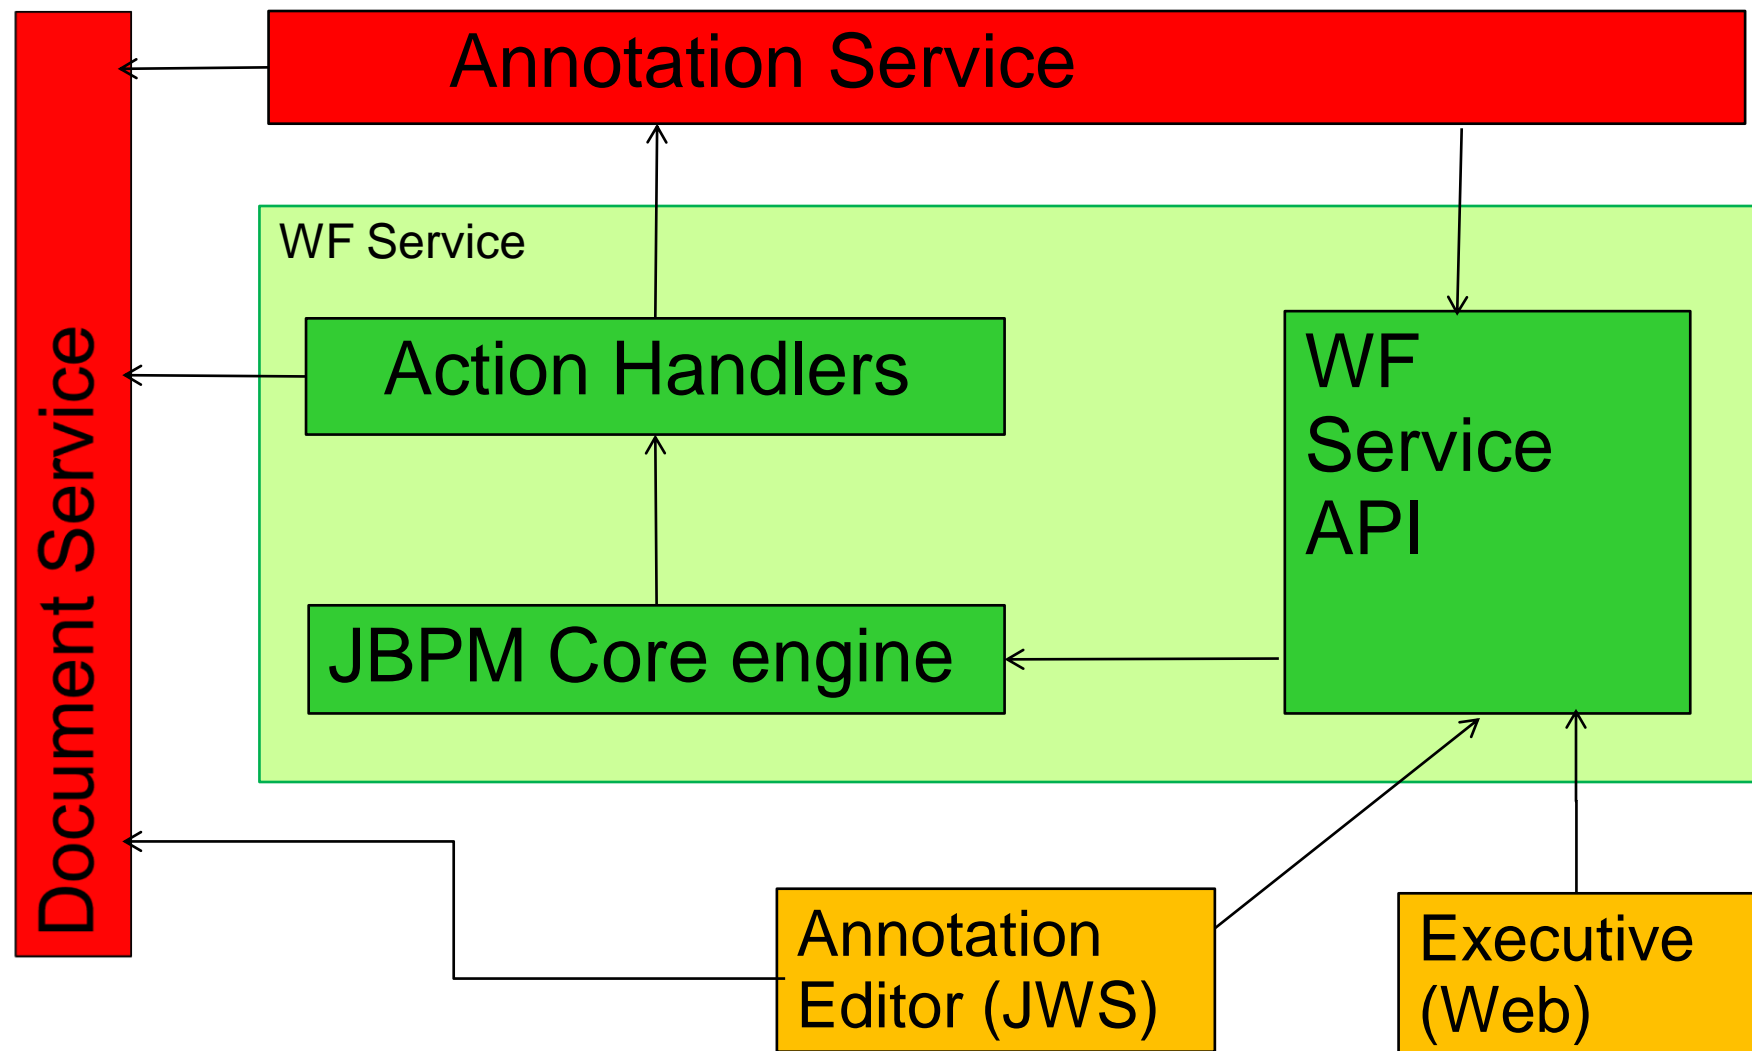 Annotation Service
Document Service
WF Service
Action Handlers
WF
Service
API
JBPM Core engine
Annotation
Editor (JWS)
Executive
(Web)